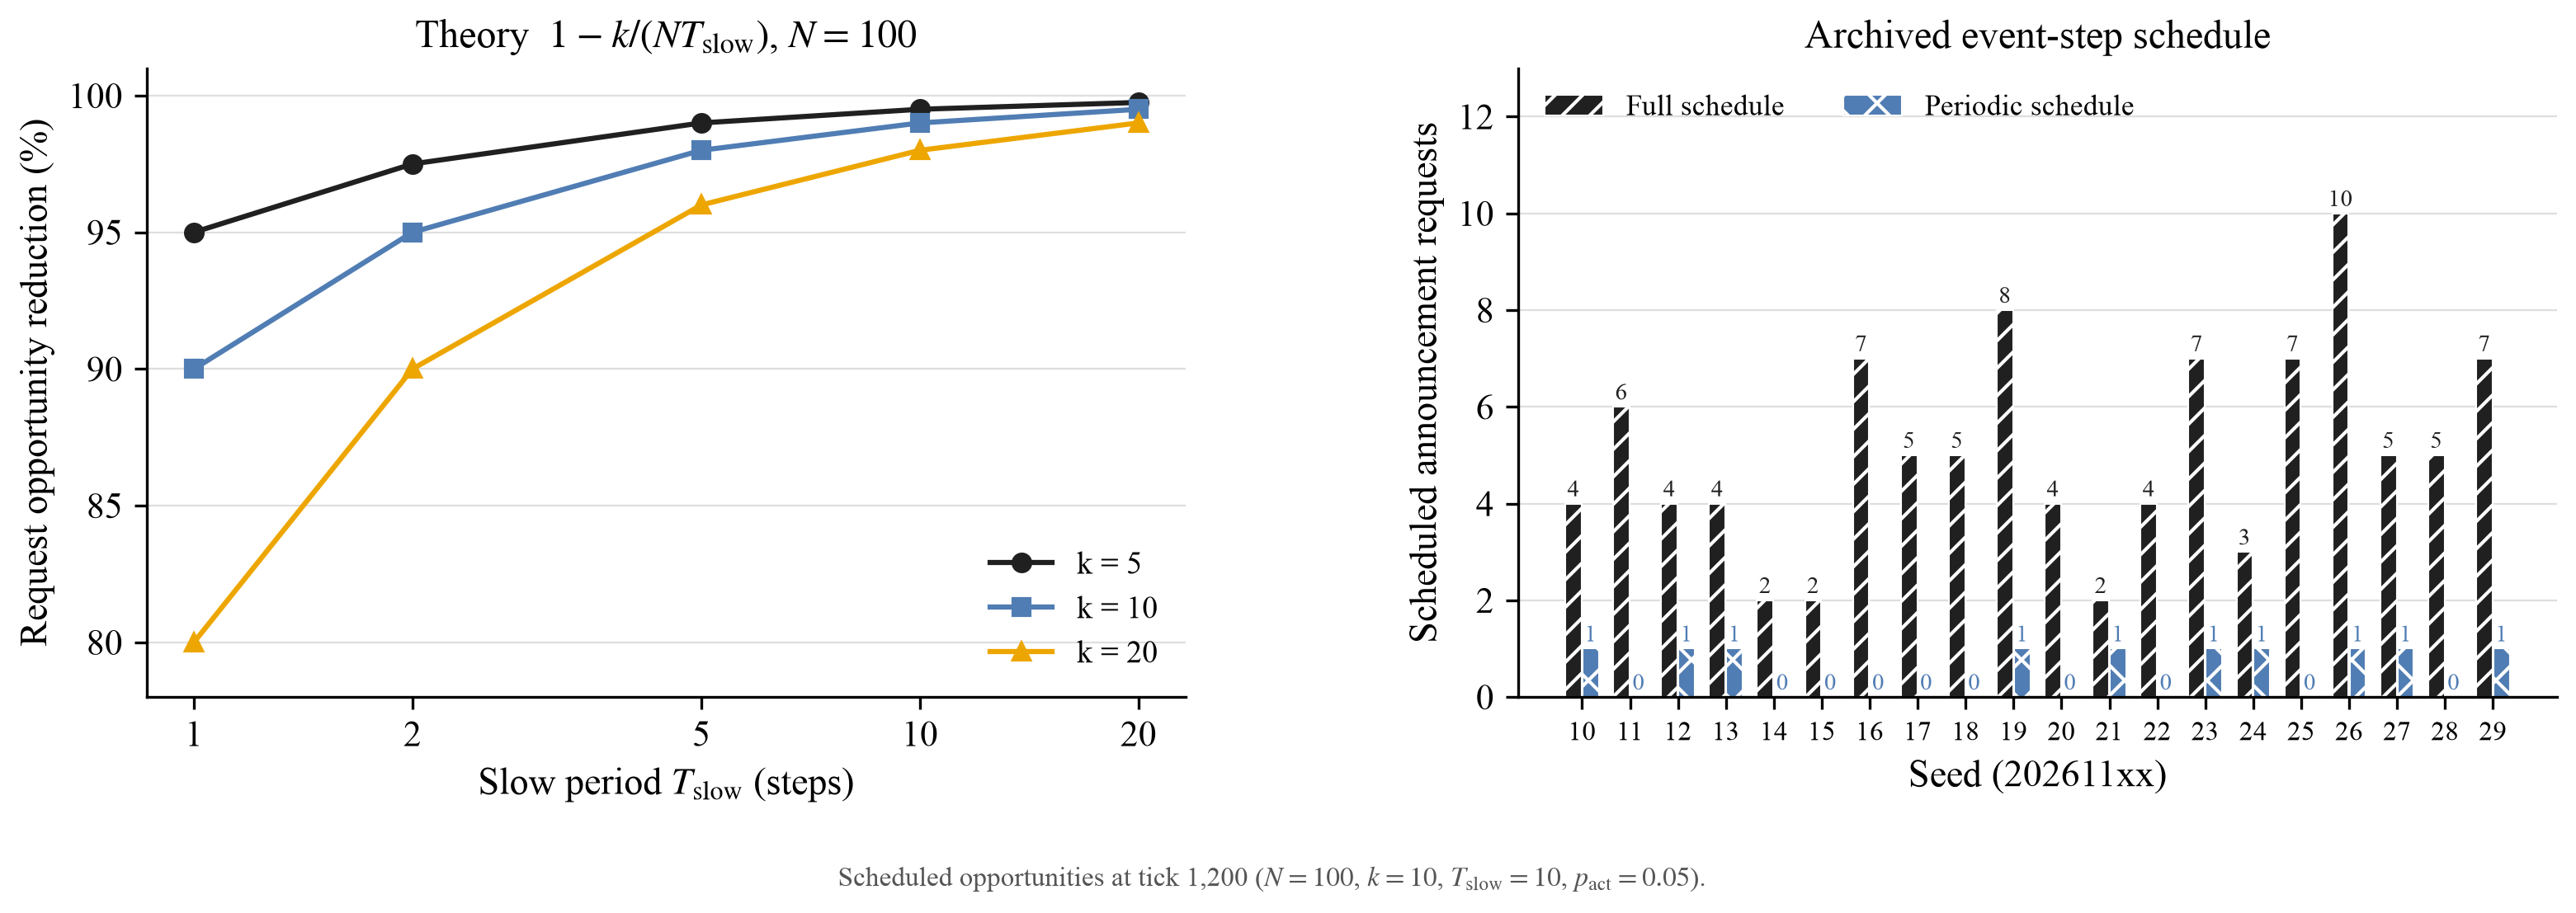 Theory 1 − k/(NT_slow), N = 100
Request opportunity reduction (%)
100
95
90
85
80
k = 5
k = 10
k = 20
1 2 5 10 20
Slow period T_slow (steps)
Archived event-step schedule
Scheduled announcement requests
12
10
8
6
4
2
0
Full schedule Periodic schedule
4 6 4 4 2 2 7 5 5 8 4 2 4 7 3 7 10 5 5 7
1 0 1 1 0 0 0 0 0 1 0 1 0 1 1 0 1 1 0 1
10 11 12 13 14 15 16 17 18 19 20 21 22 23 24 25 26 27 28 29
Seed (202611xx)
Scheduled opportunities at tick 1,200 (N = 100, k = 10, T_slow = 10, p_act = 0.05).